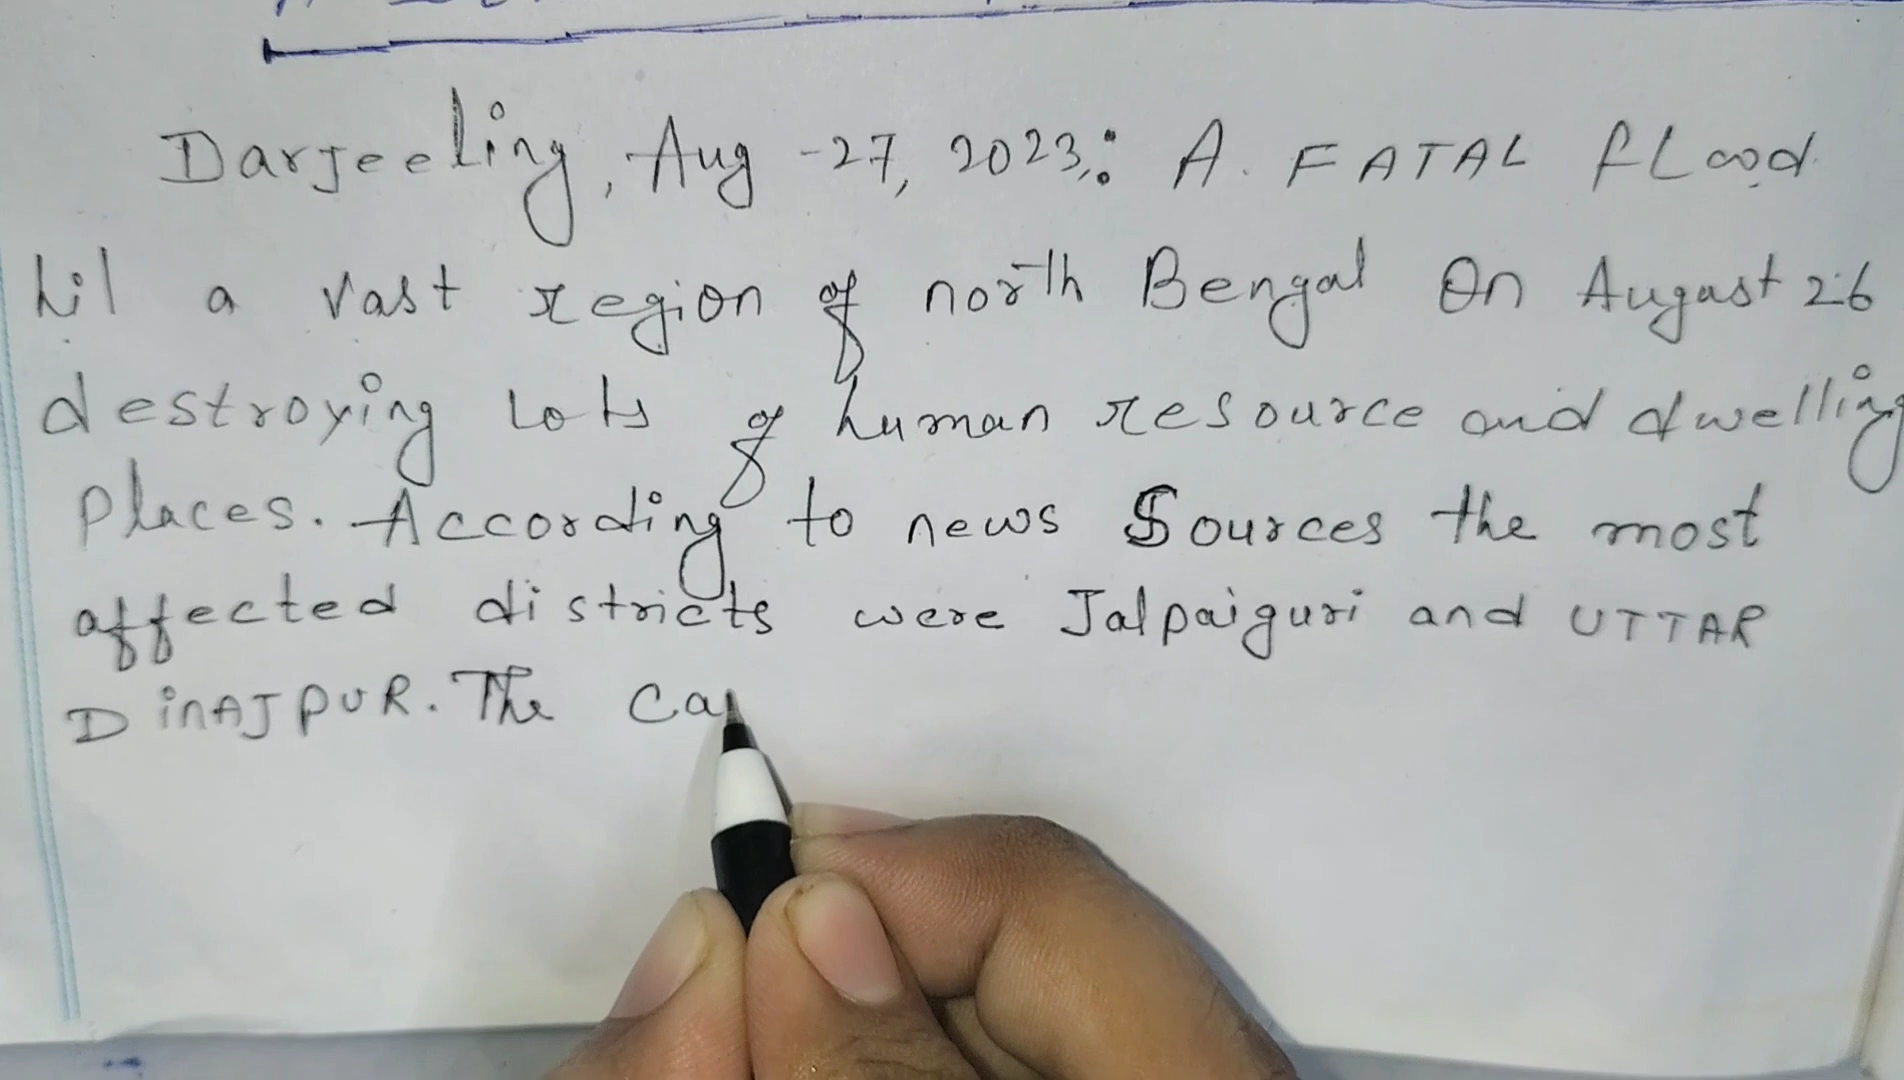 Darjeeling, Aug -27, 2023,: A. FATAL fLood
hit a vast region of north Bengal On August 26
destroying lots of human resource and dwelling
places. According to news Sources the most
affected districts were Jalpaiguri and UTTAR
DinAJPUR. The Ca